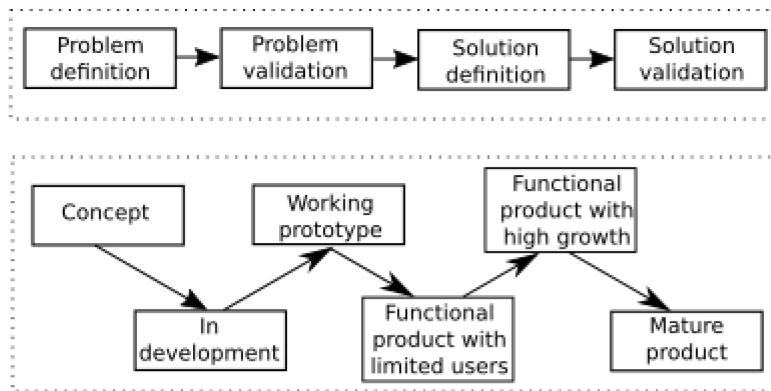 Problem
definition
Problem
validation
Solution
definition
Solution
validation
Concept
Working
prototype
Functional
product with
high growth
In
development
Functional
product with
limited users
Mature
product